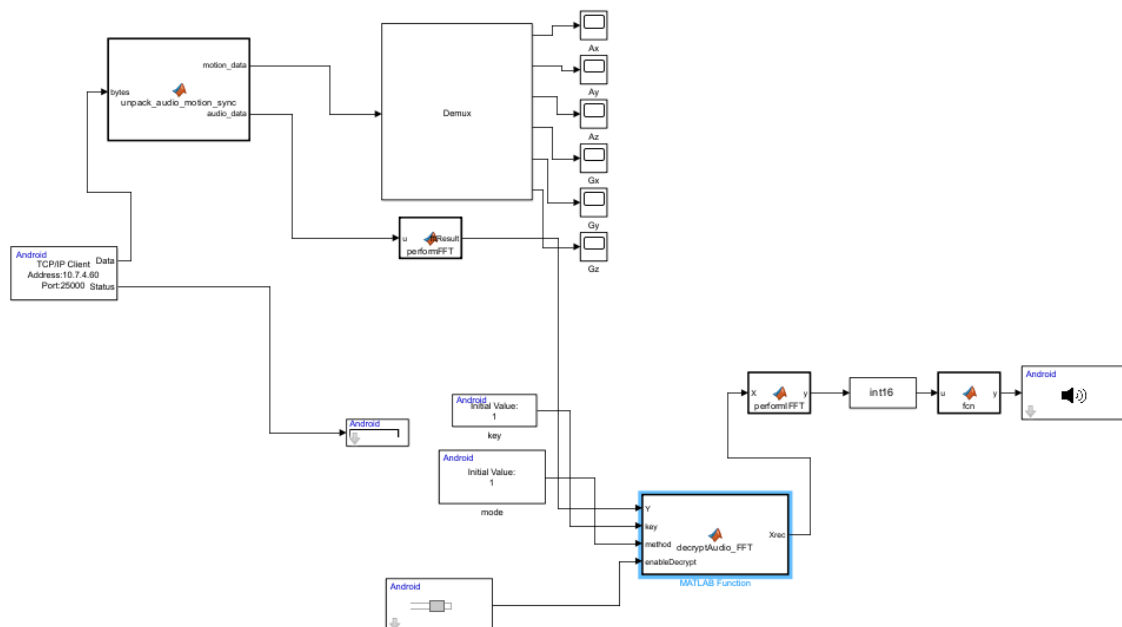 motion_data
bytes
unpack_audio_motion_sync
audio_data
Demux
Ax
Ay
Az
Gx
Gy
Gz
Android
TCP/IP Client
Address:10.7.4.60
Port:25000
Data
Status
u
performFFT
Android
Android
Initial Value:
1
key
Android
Initial Value:
1
mode
Y
key
method
enableDecrypt
decryptAudio_FFT
Xrec
MATLAB Function
Android
X
performIFFT
y
int16
u
fcn
y
Android